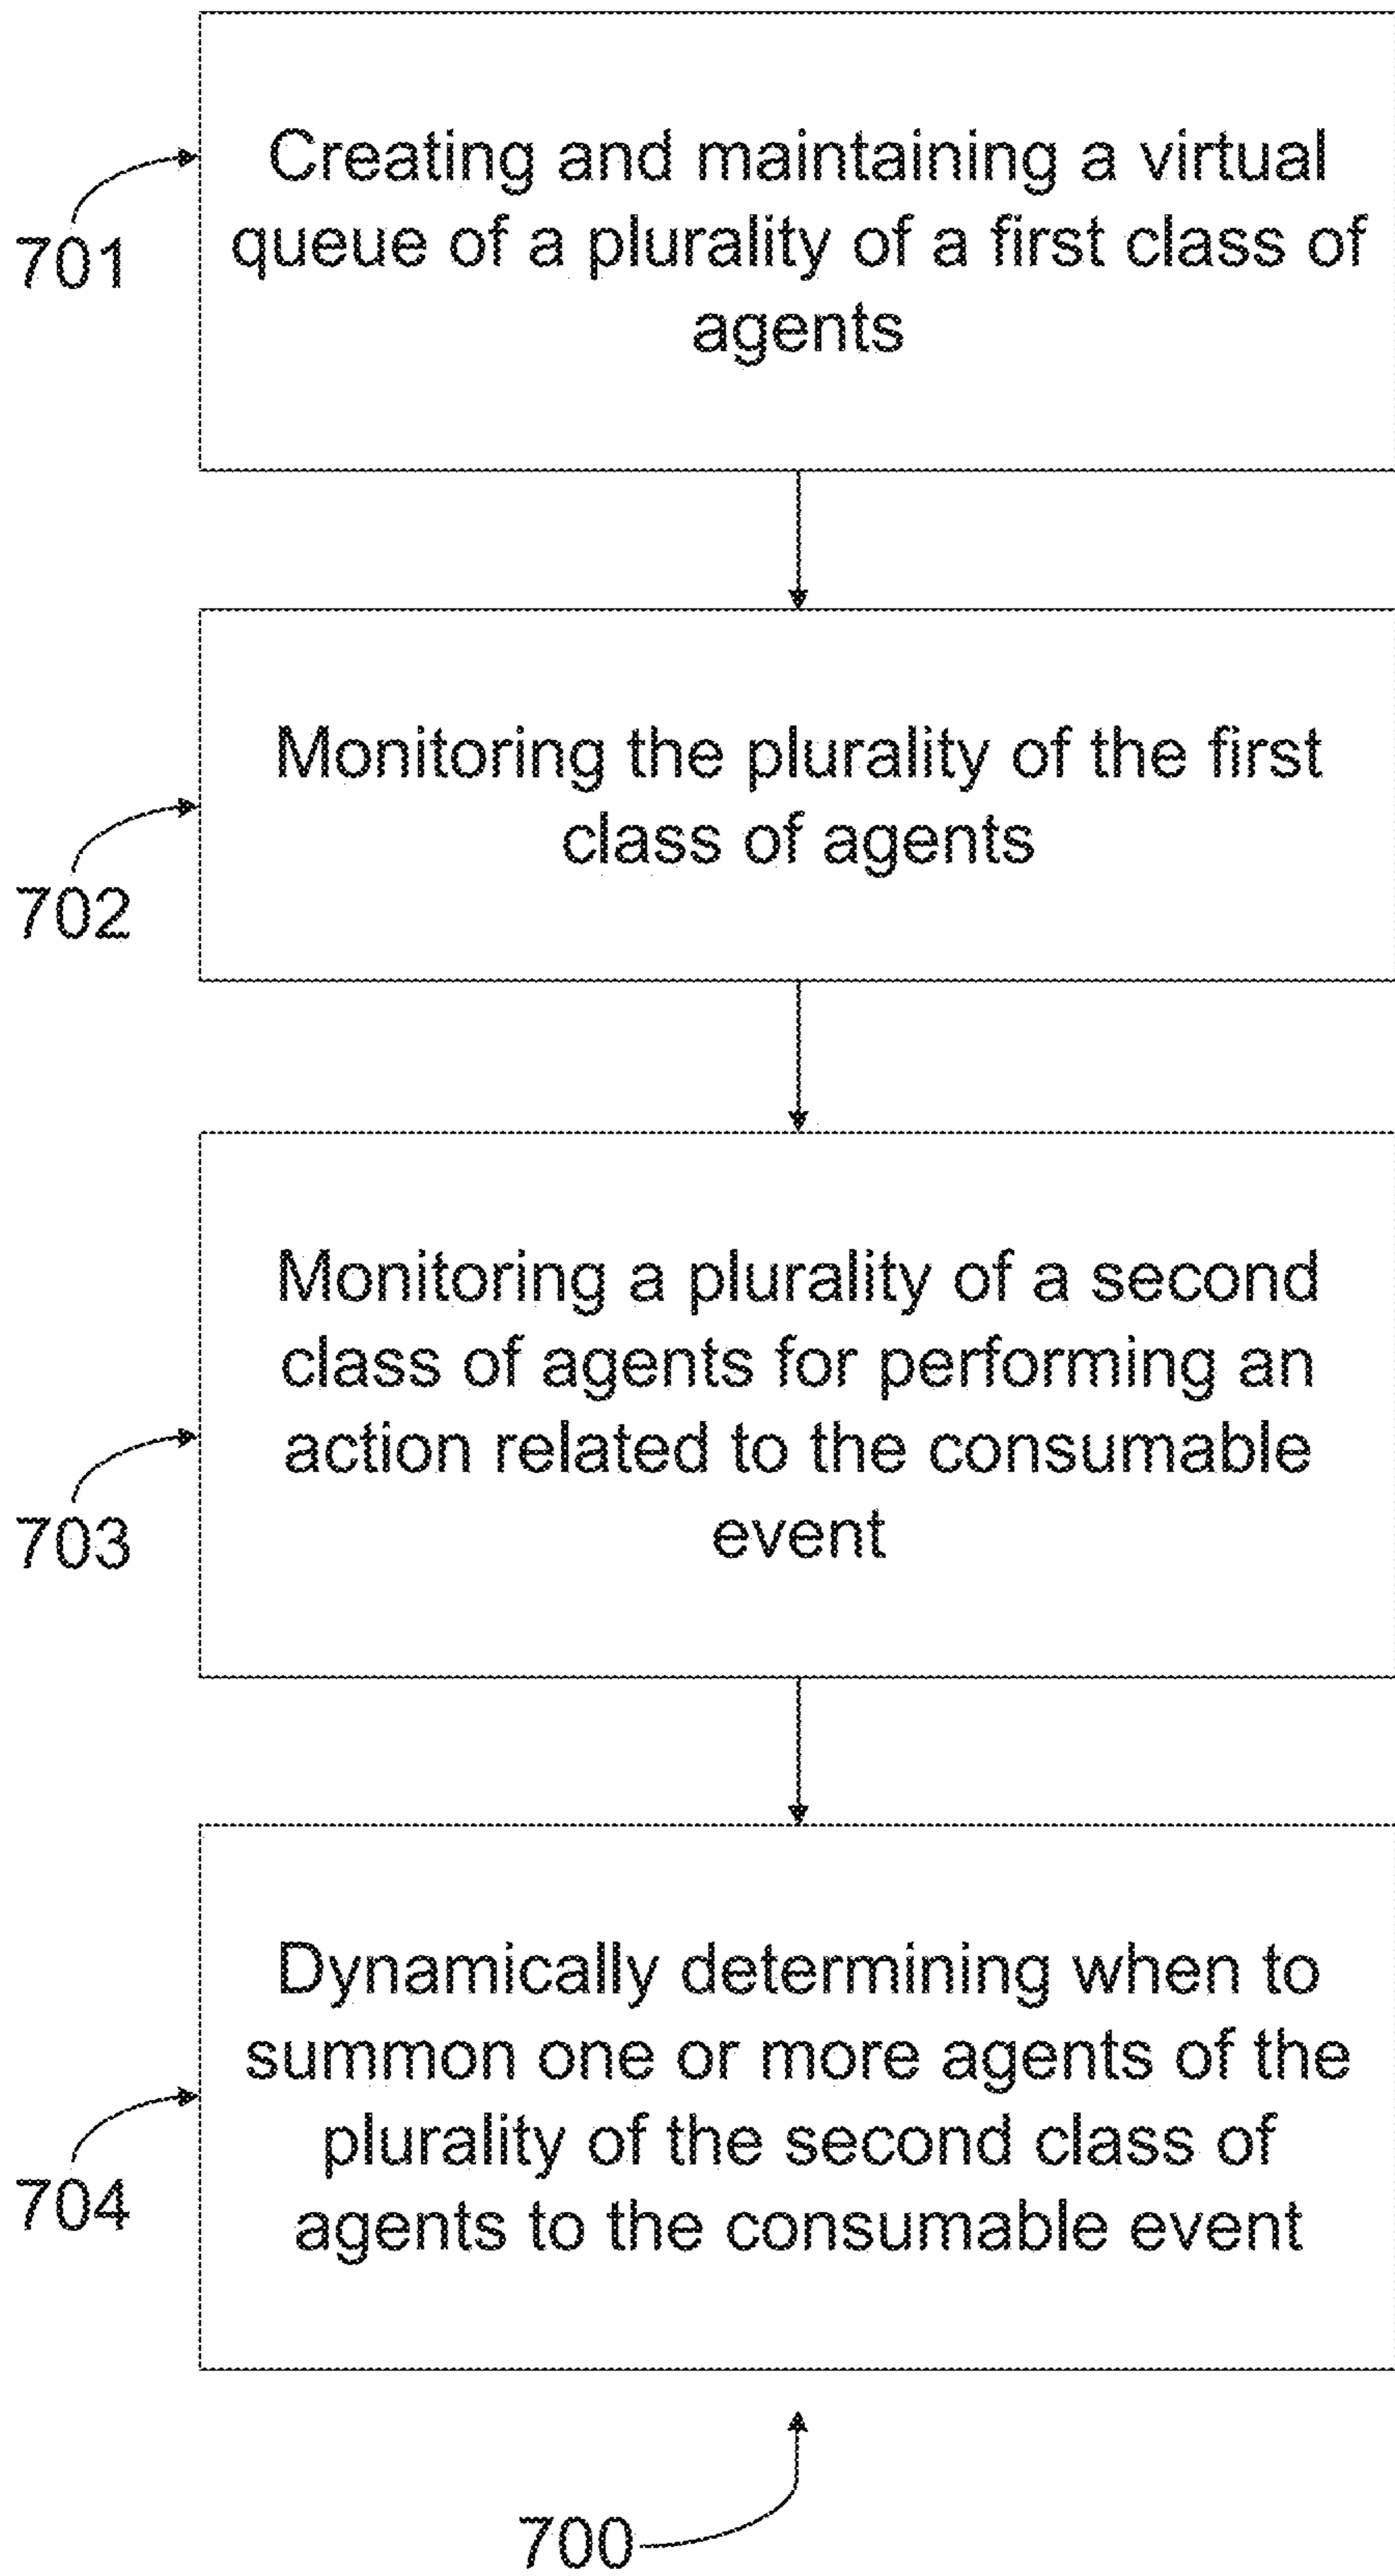 Creating and maintaining a virtual
queue of a plurality of a first class of
agents
701
Monitoring the plurality of the first
class of agents
702
Monitoring a plurality of a second
class of agents for performing an
action related to the consumable
event
703
Dynamically determining when to
summon one or more agents of the
plurality of the second class of
agents to the consumable event
704
700